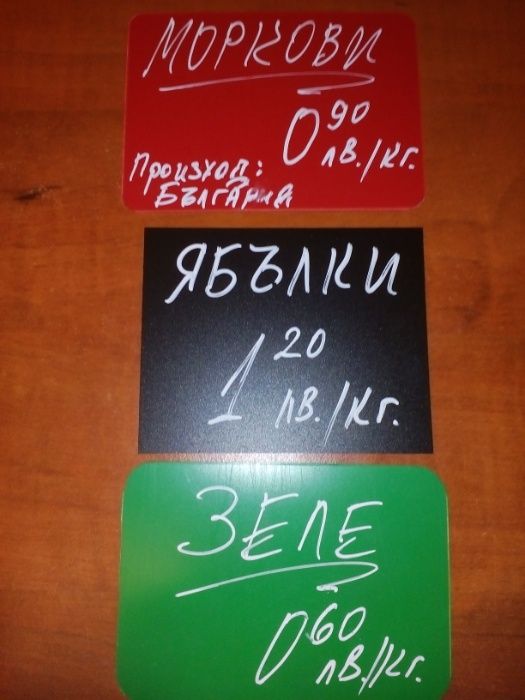 МОРКОВИ
0 90
лв./кг.
Произход:
България
ЯБЪЛКИ
1 20
лв./кг.
ЗЕЛЕ
0 60
лв./кг.